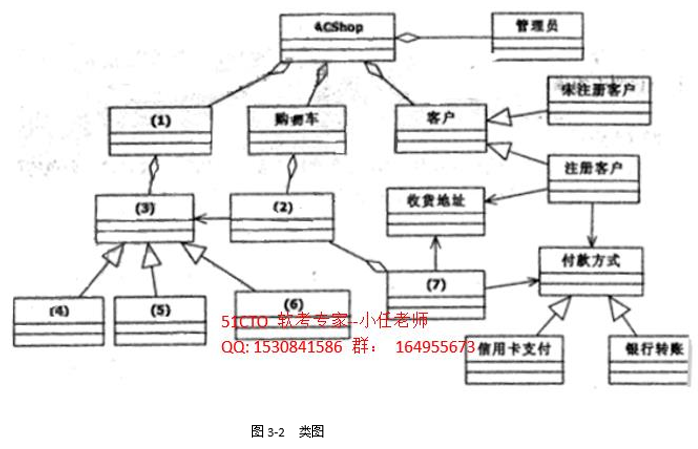 ACShop
管理员
(1)
购物车
客户
未注册客户
注册客户
(3)
(2)
收货地址
(7)
付款方式
(4)
(5)
(6)
51CTO 软考专家--小任老师
QQ: 1530841586 群： 164955673
信用卡支付
银行转账
图 3-2 类图